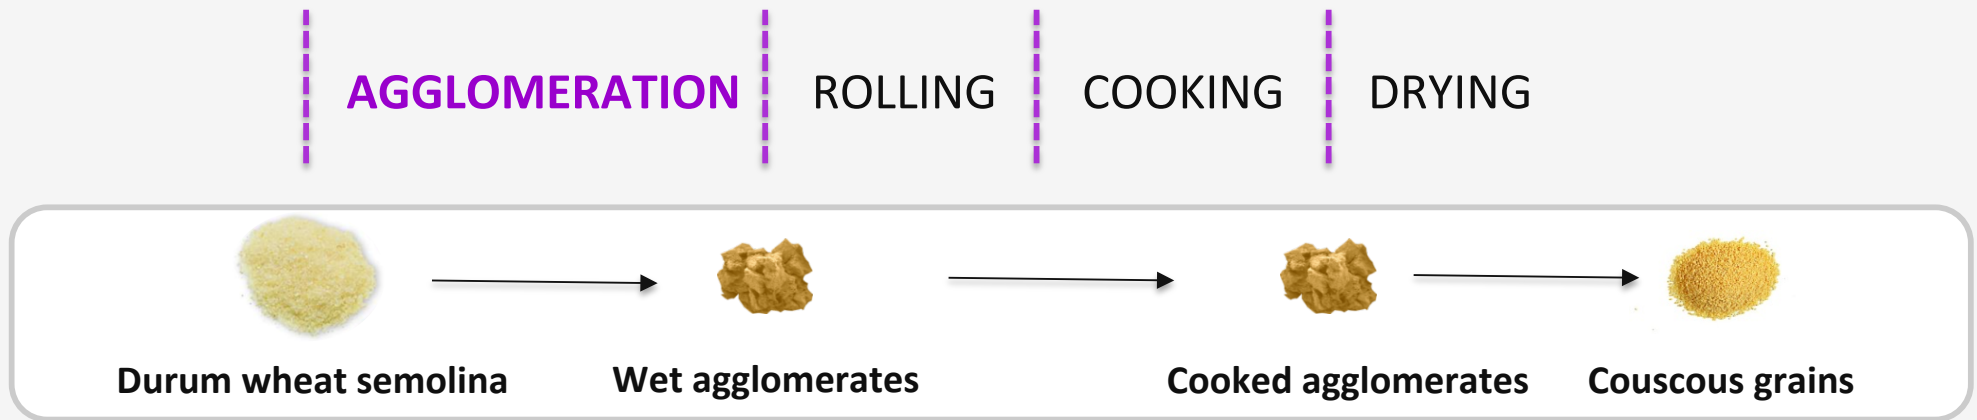 AGGLOMERATION ROLLING COOKING DRYING
Durum wheat semolina Wet agglomerates Cooked agglomerates Couscous grains